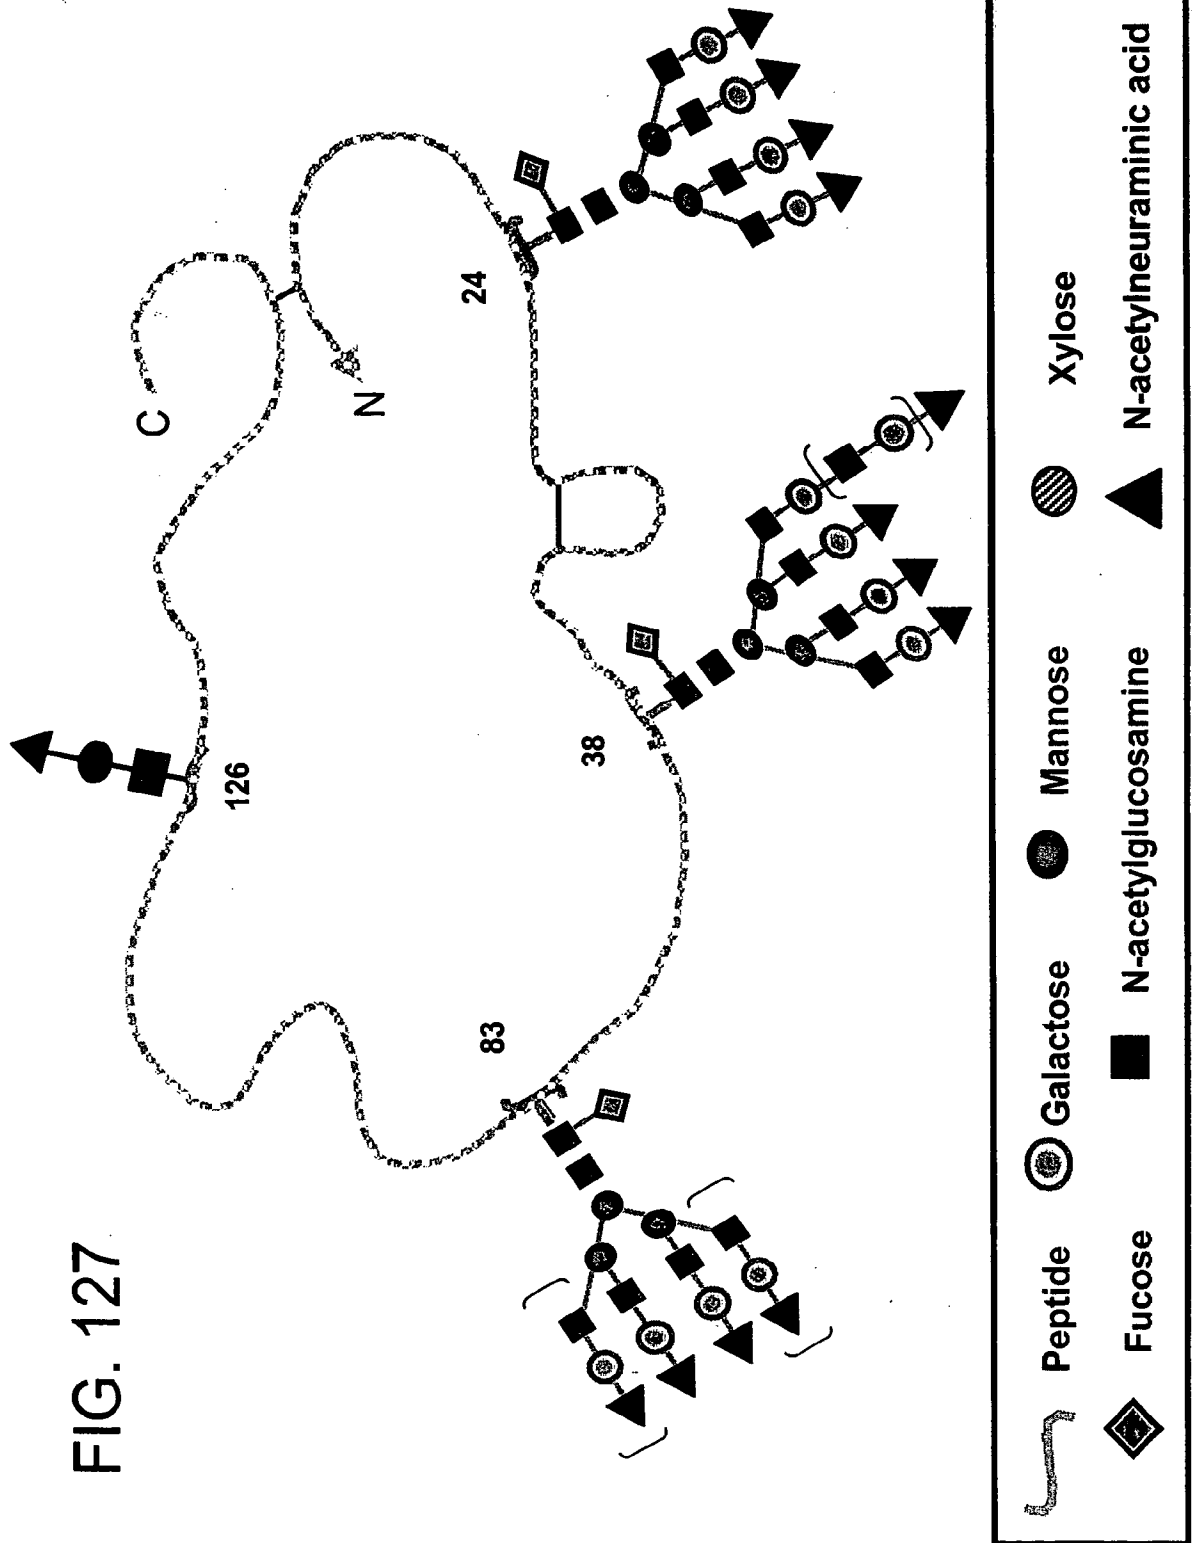 FIG. 127
C
N
126
24
83
38
Peptide Galactose Mannose Xylose
Fucose N-acetylglucosamine N-acetylneuraminic acid